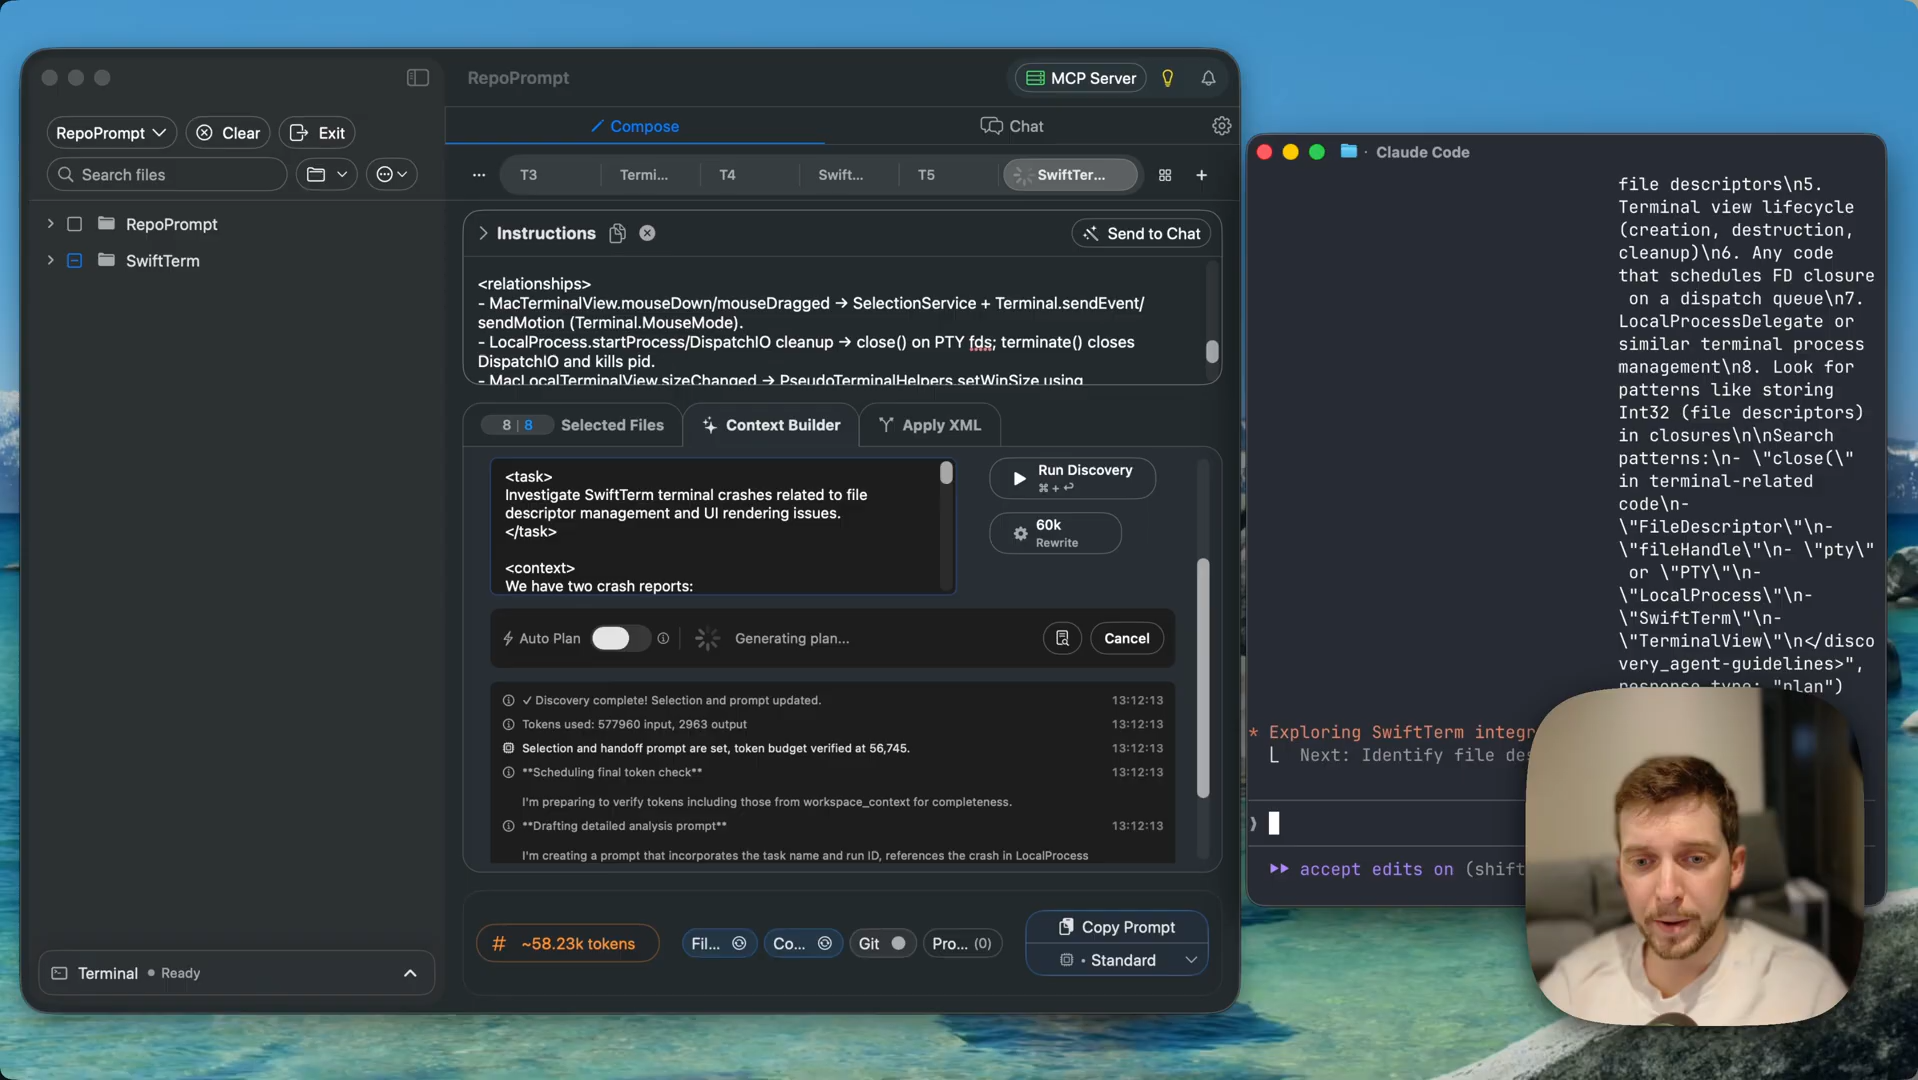 RepoPrompt
MCP Server
RepoPrompt
Clear
Exit
Compose
Chat
Search files
T3
Termi...
T4
Swift...
T5
SwiftTer...
RepoPrompt
SwiftTerm
Instructions
Send to Chat
<relationships>
- MacTerminalView.mouseDown/mouseDragged → SelectionService + Terminal.sendEvent/
sendMotion (Terminal.MouseMode).
- LocalProcess.startProcess/DispatchIO cleanup → close() on PTY fds; terminate() closes
DispatchIO and kills pid.
- MacLocalTerminalView.sizeChanged → PseudoTerminalHelpers.setWinSize using
8 | 8 Selected Files
Context Builder
Apply XML
<task>
Investigate SwiftTerm terminal crashes related to file
descriptor management and UI rendering issues.
</task>
<context>
We have two crash reports:
Run Discovery
⌘ + ↩
60k
Rewrite
Auto Plan
Generating plan...
Cancel
✓ Discovery complete! Selection and prompt updated. 13:12:13
Tokens used: 577960 input, 2963 output 13:12:13
Selection and handoff prompt are set, token budget verified at 56,745. 13:12:13
**Scheduling final token check** 13:12:13
I'm preparing to verify tokens including those from workspace_context for completeness.
**Drafting detailed analysis prompt** 13:12:13
I'm creating a prompt that incorporates the task name and run ID, references the crash in LocalProcess
# ~58.23k tokens
Fil...
Co...
Git
Pro... (0)
Copy Prompt
• Standard
Terminal • Ready
· Claude Code
file descriptors\n5.
Terminal view lifecycle
(creation, destruction,
cleanup)\n6. Any code
that schedules FD closure
on a dispatch queue\n7.
LocalProcessDelegate or
similar terminal process
management\n8. Look for
patterns like storing
Int32 (file descriptors)
in closures\n\nSearch
patterns:\n- \"close(\"
in terminal-related
code\n-
\"FileDescriptor\"\n-
\"fileHandle\"\n- \"pty\"
or \"PTY\"\n-
\"LocalProcess\"\n-
\"SwiftTerm\"\n-
\"TerminalView\"\n</disco
very_agent-guidelines>",
response_type: "plan")
* Exploring SwiftTerm integr
Next: Identify file des
⟩
▶▶ accept edits on (shift